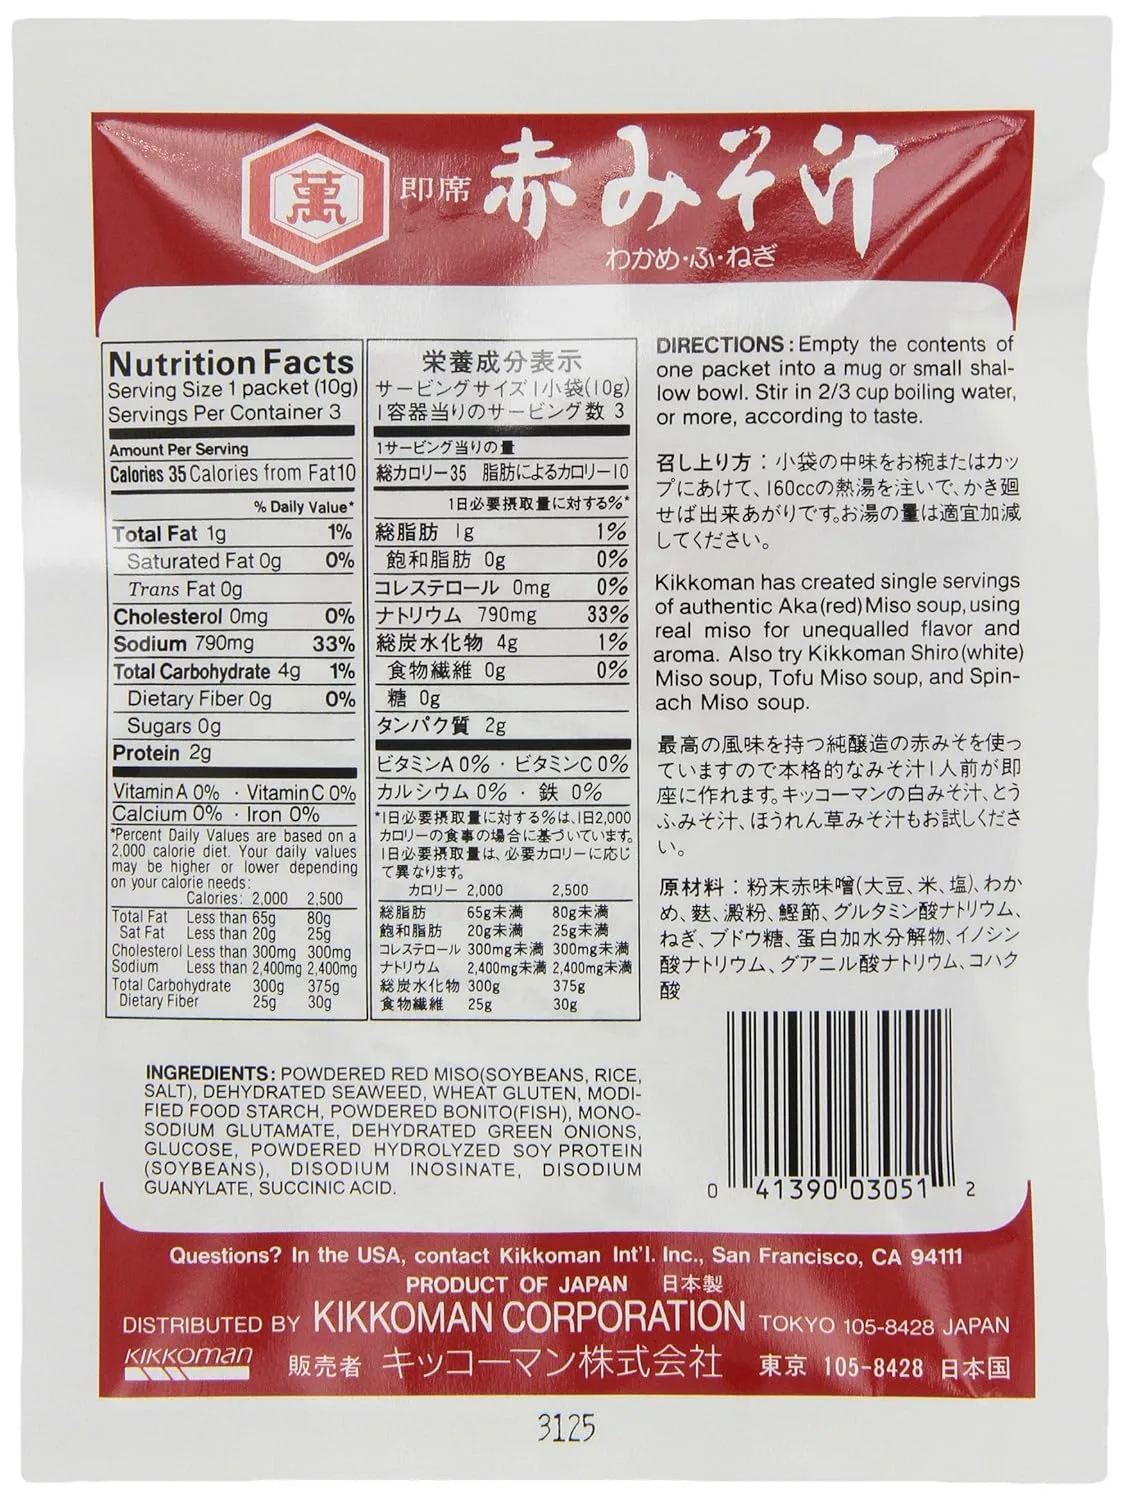 萬
即席 赤みそ汁
わかめ・ふ・ねぎ
Nutrition Facts
Serving Size 1 packet (10g)
Servings Per Container 3
Amount Per Serving
Calories 35 Calories from Fat10
% Daily Value*
Total Fat 1g 1%
Saturated Fat 0g 0%
Trans Fat 0g
Cholesterol 0mg 0%
Sodium 790mg 33%
Total Carbohydrate 4g 1%
Dietary Fiber 0g 0%
Sugars 0g
Protein 2g
Vitamin A 0% · Vitamin C 0%
Calcium 0% · Iron 0%
*Percent Daily Values are based on a
2,000 calorie diet. Your daily values
may be higher or lower depending
on your calorie needs:
Calories: 2,000 2,500
Total Fat Less than 65g 80g
Sat Fat Less than 20g 25g
Cholesterol Less than 300mg 300mg
Sodium Less than 2,400mg 2,400mg
Total Carbohydrate 300g 375g
Dietary Fiber 25g 30g
栄養成分表示
サービングサイズ1小袋(10g)
1容器当りのサービング数 3
1サービング当りの量
総カロリー35 脂肪によるカロリー10
1日必要摂取量に対する%*
総脂肪 1g 1%
飽和脂肪 0g 0%
コレステロール 0mg 0%
ナトリウム 790mg 33%
総炭水化物 4g 1%
食物繊維 0g 0%
糖 0g
タンパク質 2g
ビタミンA 0% · ビタミンC 0%
カルシウム 0% · 鉄 0%
*1日必要摂取量に対する%は、1日2,000
カロリーの食事の場合に基づいています。
1日必要摂取量は、必要カロリーに応じ
て異なります。
カロリー 2,000 2,500
総脂肪 65g未満 80g未満
飽和脂肪 20g未満 25g未満
コレステロール 300mg未満 300mg未満
ナトリウム 2,400mg未満 2,400mg未満
総炭水化物 300g 375g
食物繊維 25g 30g
DIRECTIONS: Empty the contents of
one packet into a mug or small shal-
low bowl. Stir in 2/3 cup boiling water,
or more, according to taste.
召し上り方：小袋の中味をお椀またはカッ
プにあけて、160ccの熱湯を注いで、かき廻
せば出来あがりです。お湯の量は適宜加減
してください。
Kikkoman has created single servings
of authentic Aka (red) Miso soup, using
real miso for unequalled flavor and
aroma. Also try Kikkoman Shiro (white)
Miso soup, Tofu Miso soup, and Spin-
ach Miso soup.
最高の風味を持つ純醸造の赤みそを使っ
ていますので本格的なみそ汁1人前が即
座に作れます。キッコーマンの白みそ汁、とう
ふみそ汁、ほうれん草みそ汁もお試しくださ
い。
原材料：粉末赤味噌(大豆、米、塩)、わか
め、麩、澱粉、鰹節、グルタミン酸ナトリウム、
ねぎ、ブドウ糖、蛋白加水分解物、イノシン
酸ナトリウム、グアニル酸ナトリウム、コハク
酸
INGREDIENTS: POWDERED RED MISO(SOYBEANS, RICE,
SALT), DEHYDRATED SEAWEED, WHEAT GLUTEN, MODI-
FIED FOOD STARCH, POWDERED BONITO(FISH), MONO-
SODIUM GLUTAMATE, DEHYDRATED GREEN ONIONS,
GLUCOSE, POWDERED HYDROLYZED SOY PROTEIN
(SOYBEANS), DISODIUM INOSINATE, DISODIUM
GUANYLATE, SUCCINIC ACID.
0 41390 03051 2
Questions? In the USA, contact Kikkoman Int'l. Inc., San Francisco, CA 94111
PRODUCT OF JAPAN 日本製
DISTRIBUTED BY KIKKOMAN CORPORATION TOKYO 105-8428 JAPAN
KIKKOman 販売者 キッコーマン株式会社 東京 105-8428 日本国
3125